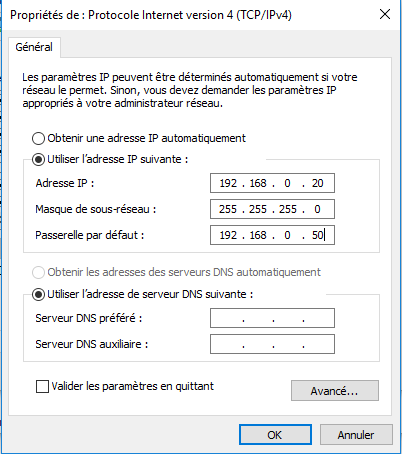 Propriétés de : Protocole Internet version 4 (TCP/IPv4)
Général
Les paramètres IP peuvent être déterminés automatiquement si votre
réseau le permet. Sinon, vous devez demander les paramètres IP
appropriés à votre administrateur réseau.
Obtenir une adresse IP automatiquement
Utiliser l'adresse IP suivante :
Adresse IP : 192 . 168 . 0 . 20
Masque de sous-réseau : 255 . 255 . 255 . 0
Passerelle par défaut : 192 . 168 . 0 . 50
Obtenir les adresses des serveurs DNS automatiquement
Utiliser l'adresse de serveur DNS suivante :
Serveur DNS préféré : . . .
Serveur DNS auxiliaire : . . .
Valider les paramètres en quittant
Avancé...
OK Annuler